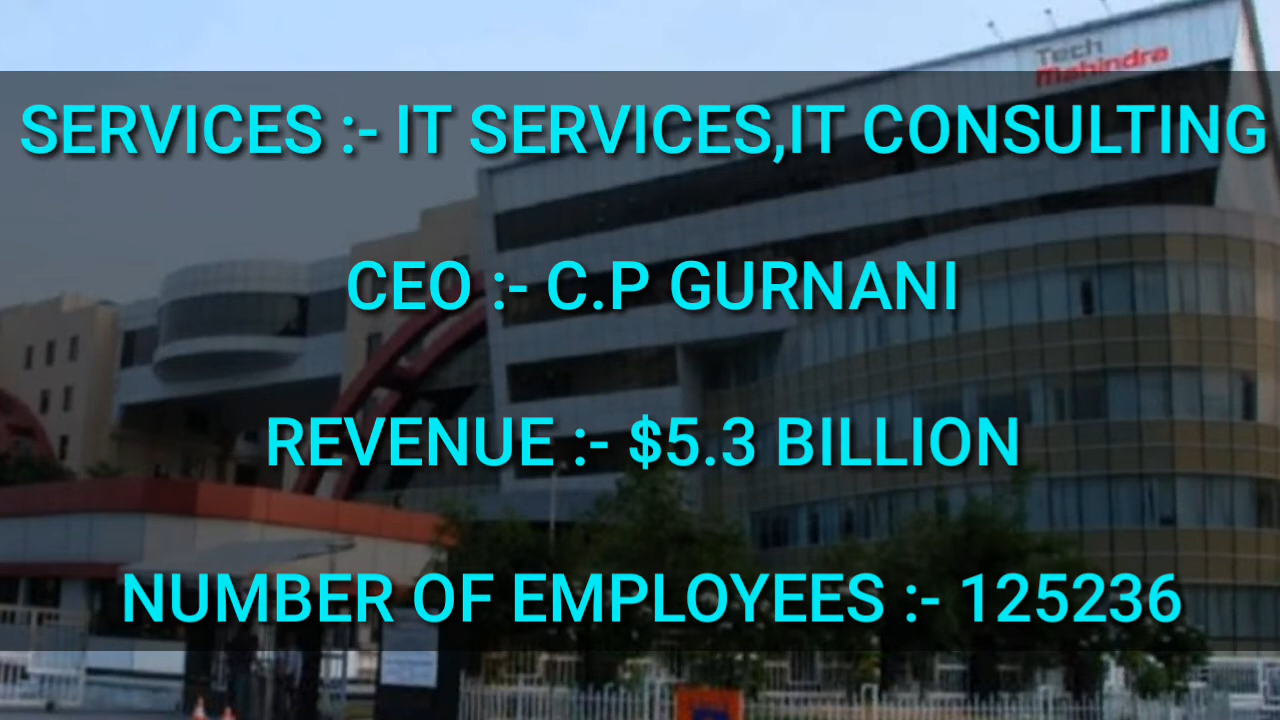 Tech
Mahindra
SERVICES :- IT SERVICES,IT CONSULTING
CEO :- C.P GURNANI
REVENUE :- $5.3 BILLION
NUMBER OF EMPLOYEES :- 125236